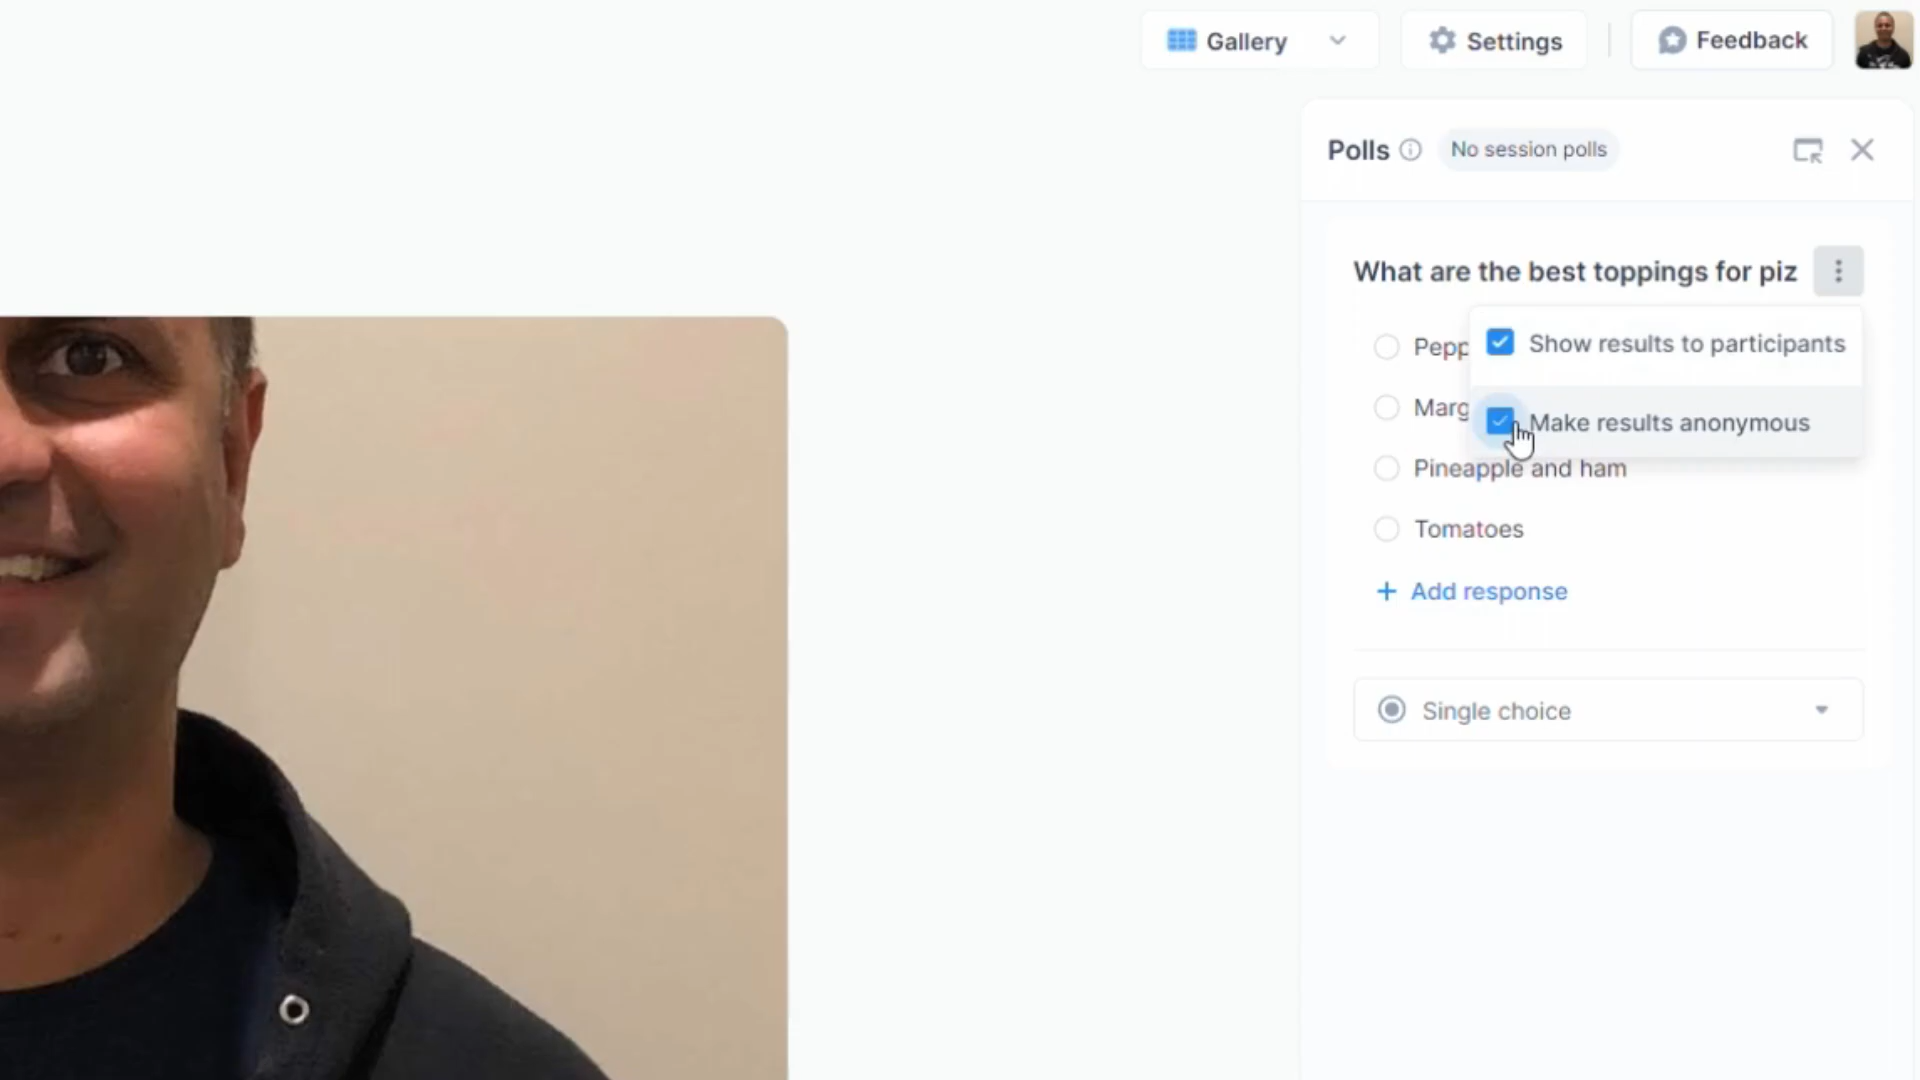 Gallery
Settings
Feedback
Polls
No session polls
What are the best toppings for piz
Show results to participants
Make results anonymous
Pepp
Marg
Pineapple and ham
Tomatoes
+ Add response
Single choice